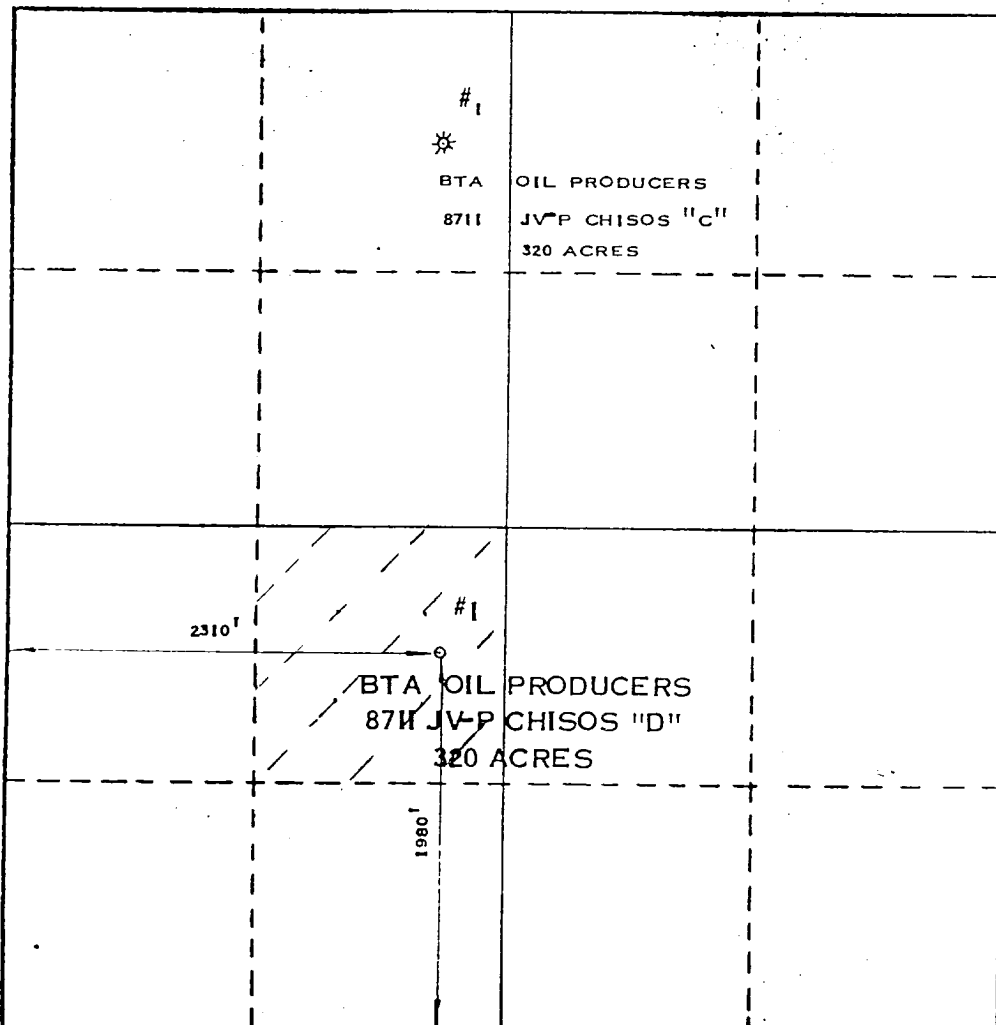 #1
BTA OIL PRODUCERS
8711 JV-P CHISOS "C"
320 ACRES
#1
2310'
BTA OIL PRODUCERS
8711 JV-P CHISOS "D"
320 ACRES
1980'